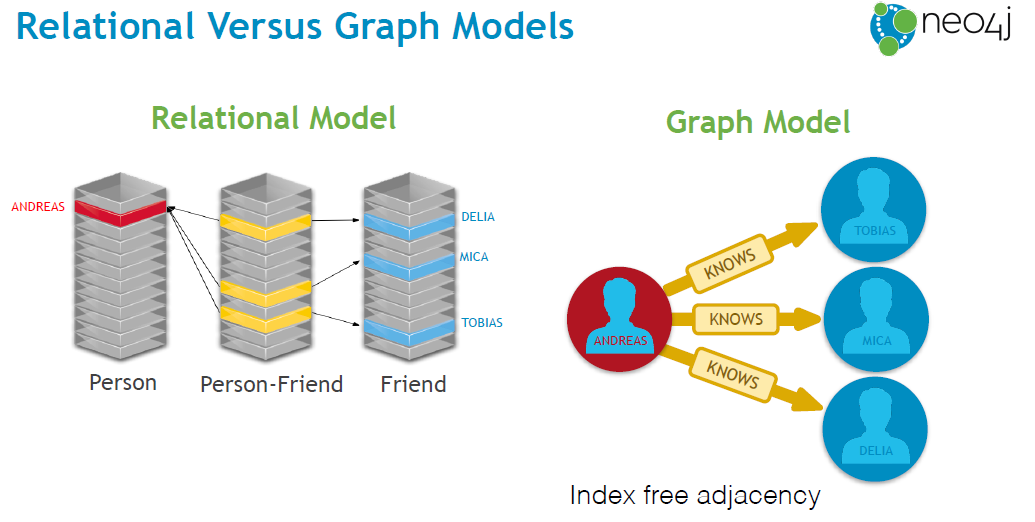 Relational Versus Graph Models
neo4j
Relational Model
ANDREAS
DELIA
MICA
TOBIAS
Person
Person-Friend
Friend
Graph Model
TOBIAS
KNOWS
ANDREAS
KNOWS
MICA
KNOWS
DELIA
Index free adjacency